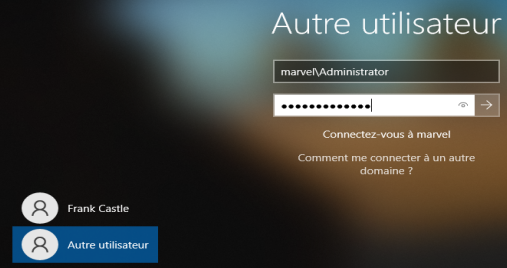 Autre utilisateur
marvel\Administrator
•••••••••••••
Connectez-vous à marvel
Comment me connecter à un autre
domaine ?
Frank Castle
Autre utilisateur